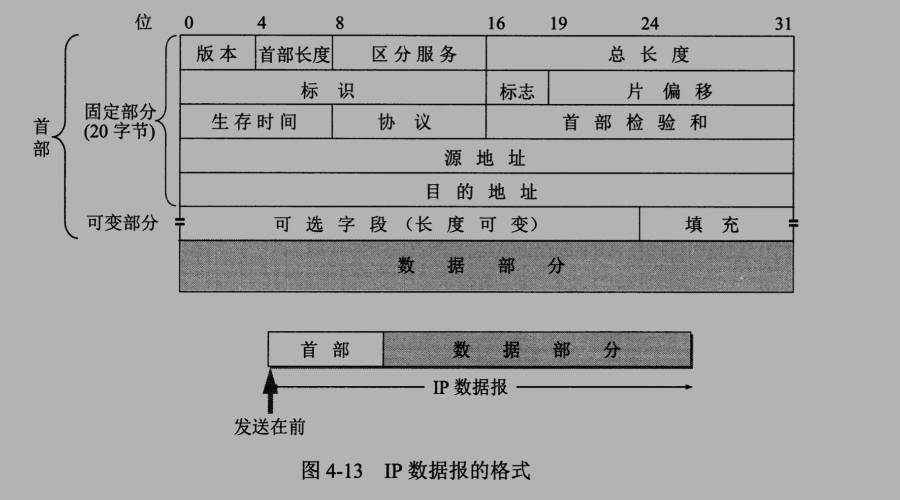 位 0 4 8 16 19 24 31
版本 首部长度 区分服务 总长度
标识 标志 片偏移
首部 固定部分 (20 字节)
生存时间 协议 首部检验和
源地址
目的地址
可变部分 可选字段（长度可变） 填充
数据部分
首部 数据部分
IP 数据报
发送在前
图 4-13 IP 数据报的格式